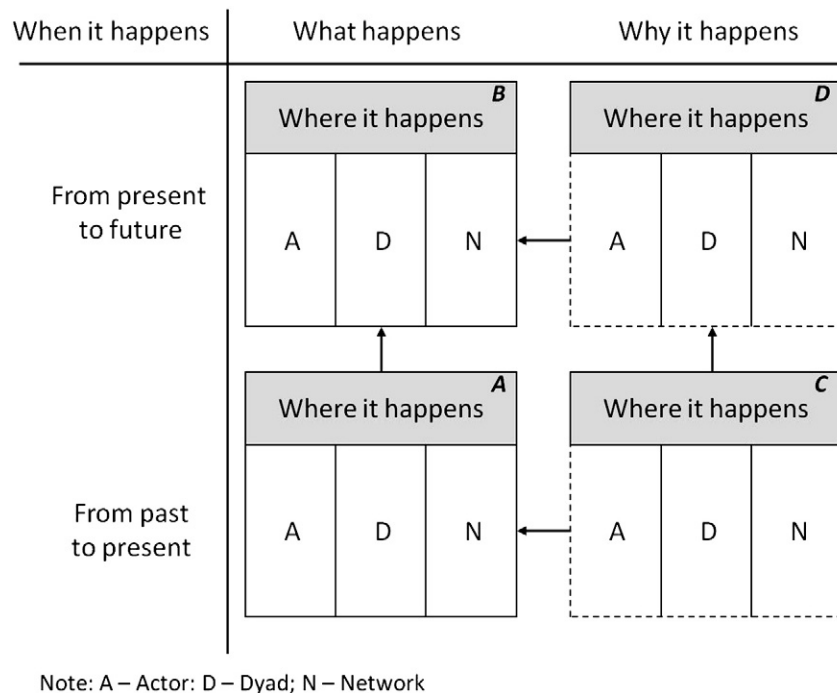 When it happens What happens Why it happens
B D
Where it happens Where it happens
From present
to future
A D N A D N
A C
Where it happens Where it happens
From past
to present
A D N A D N
Note: A – Actor: D – Dyad; N – Network